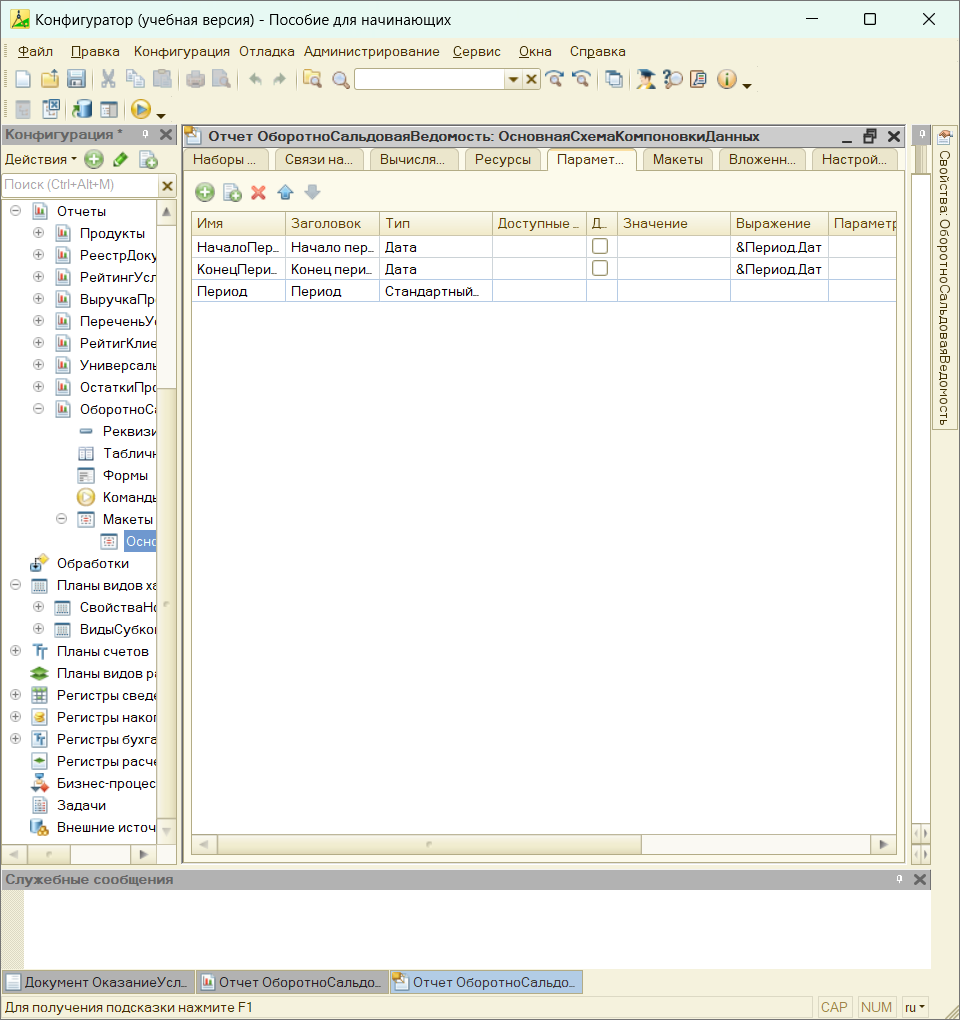 Конфигуратор (учебная версия) - Пособие для начинающих
Файл Правка Конфигурация Отладка Администрирование Сервис Окна Справка
Конфигурация *
Действия
Поиск (Ctrl+Alt+M)
Отчеты
Продукты
РеестрДоку
РейтингУсл
ВыручкаПр
ПереченьУс
РейтигКлие
Универсаль
ОстаткиПро
ОборотноСа
Реквизи
Табличн
Формы
Команды
Макеты
Осно
Обработки
Планы видов ха
СвойстваНо
ВидыСубко
Планы счетов
Планы видов ра
Регистры сведе
Регистры накоп
Регистры бухга
Регистры расче
Бизнес-процес
Задачи
Внешние источ
Отчет ОборотноСальдоваяВедомость: ОсновнаяСхемаКомпоновкиДанных
Наборы ... Связи на... Вычисля... Ресурсы Парамет... Макеты Вложенн... Настрой...
Имя Заголовок Тип Доступные ... Д.. Значение Выражение Параметр
НачалоПер... Начало пер... Дата &Период.Дат
КонецПери... Конец пери... Дата &Период.Дат
Период Период Стандартный...
Свойства: ОборотноСальдоваяВедомость
Служебные сообщения
Документ ОказаниеУсл... Отчет ОборотноСальдо... Отчет ОборотноСальдо...
Для получения подсказки нажмите F1 CAP NUM ru